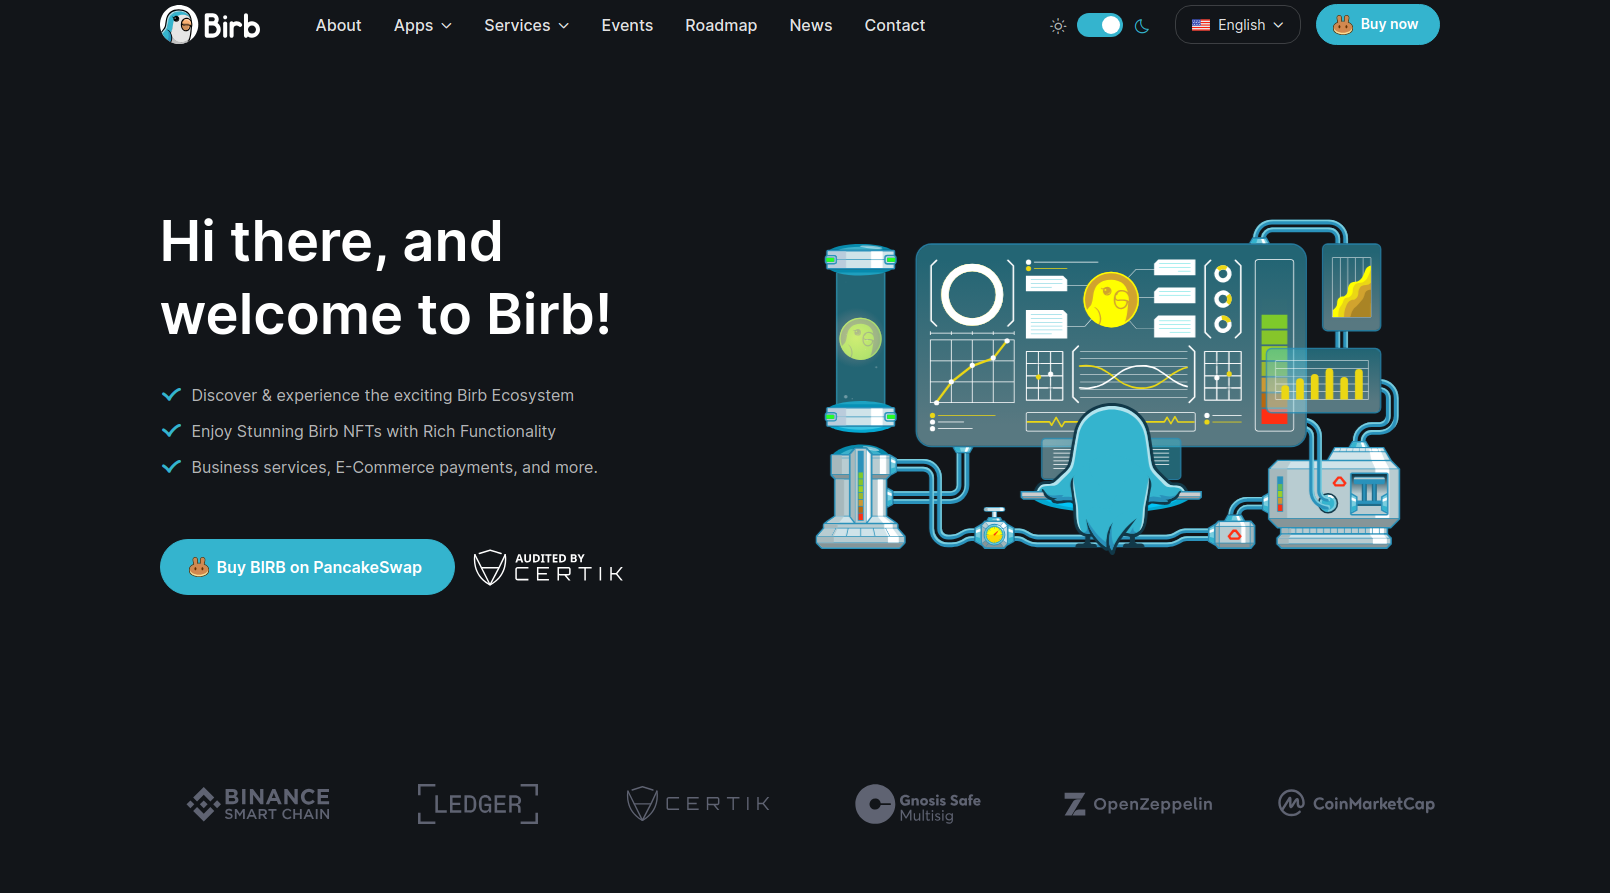 Birb
About
Apps
Services
Events
Roadmap
News
Contact
English
Buy now
Hi there, and
welcome to Birb!
Discover & experience the exciting Birb Ecosystem
Enjoy Stunning Birb NFTs with Rich Functionality
Business services, E-Commerce payments, and more.
Buy BIRB on PancakeSwap
AUDITED BY
CERTIK
BINANCE
SMART CHAIN
LEDGER
CERTIK
Gnosis Safe
Multisig
OpenZeppelin
CoinMarketCap